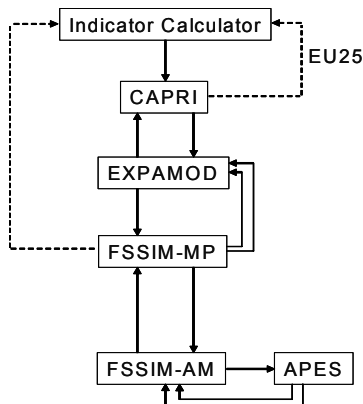 Indicator Calculator
EU25
CAPRI
EXPAMOD
FSSIM-MP
FSSIM-AM
APES